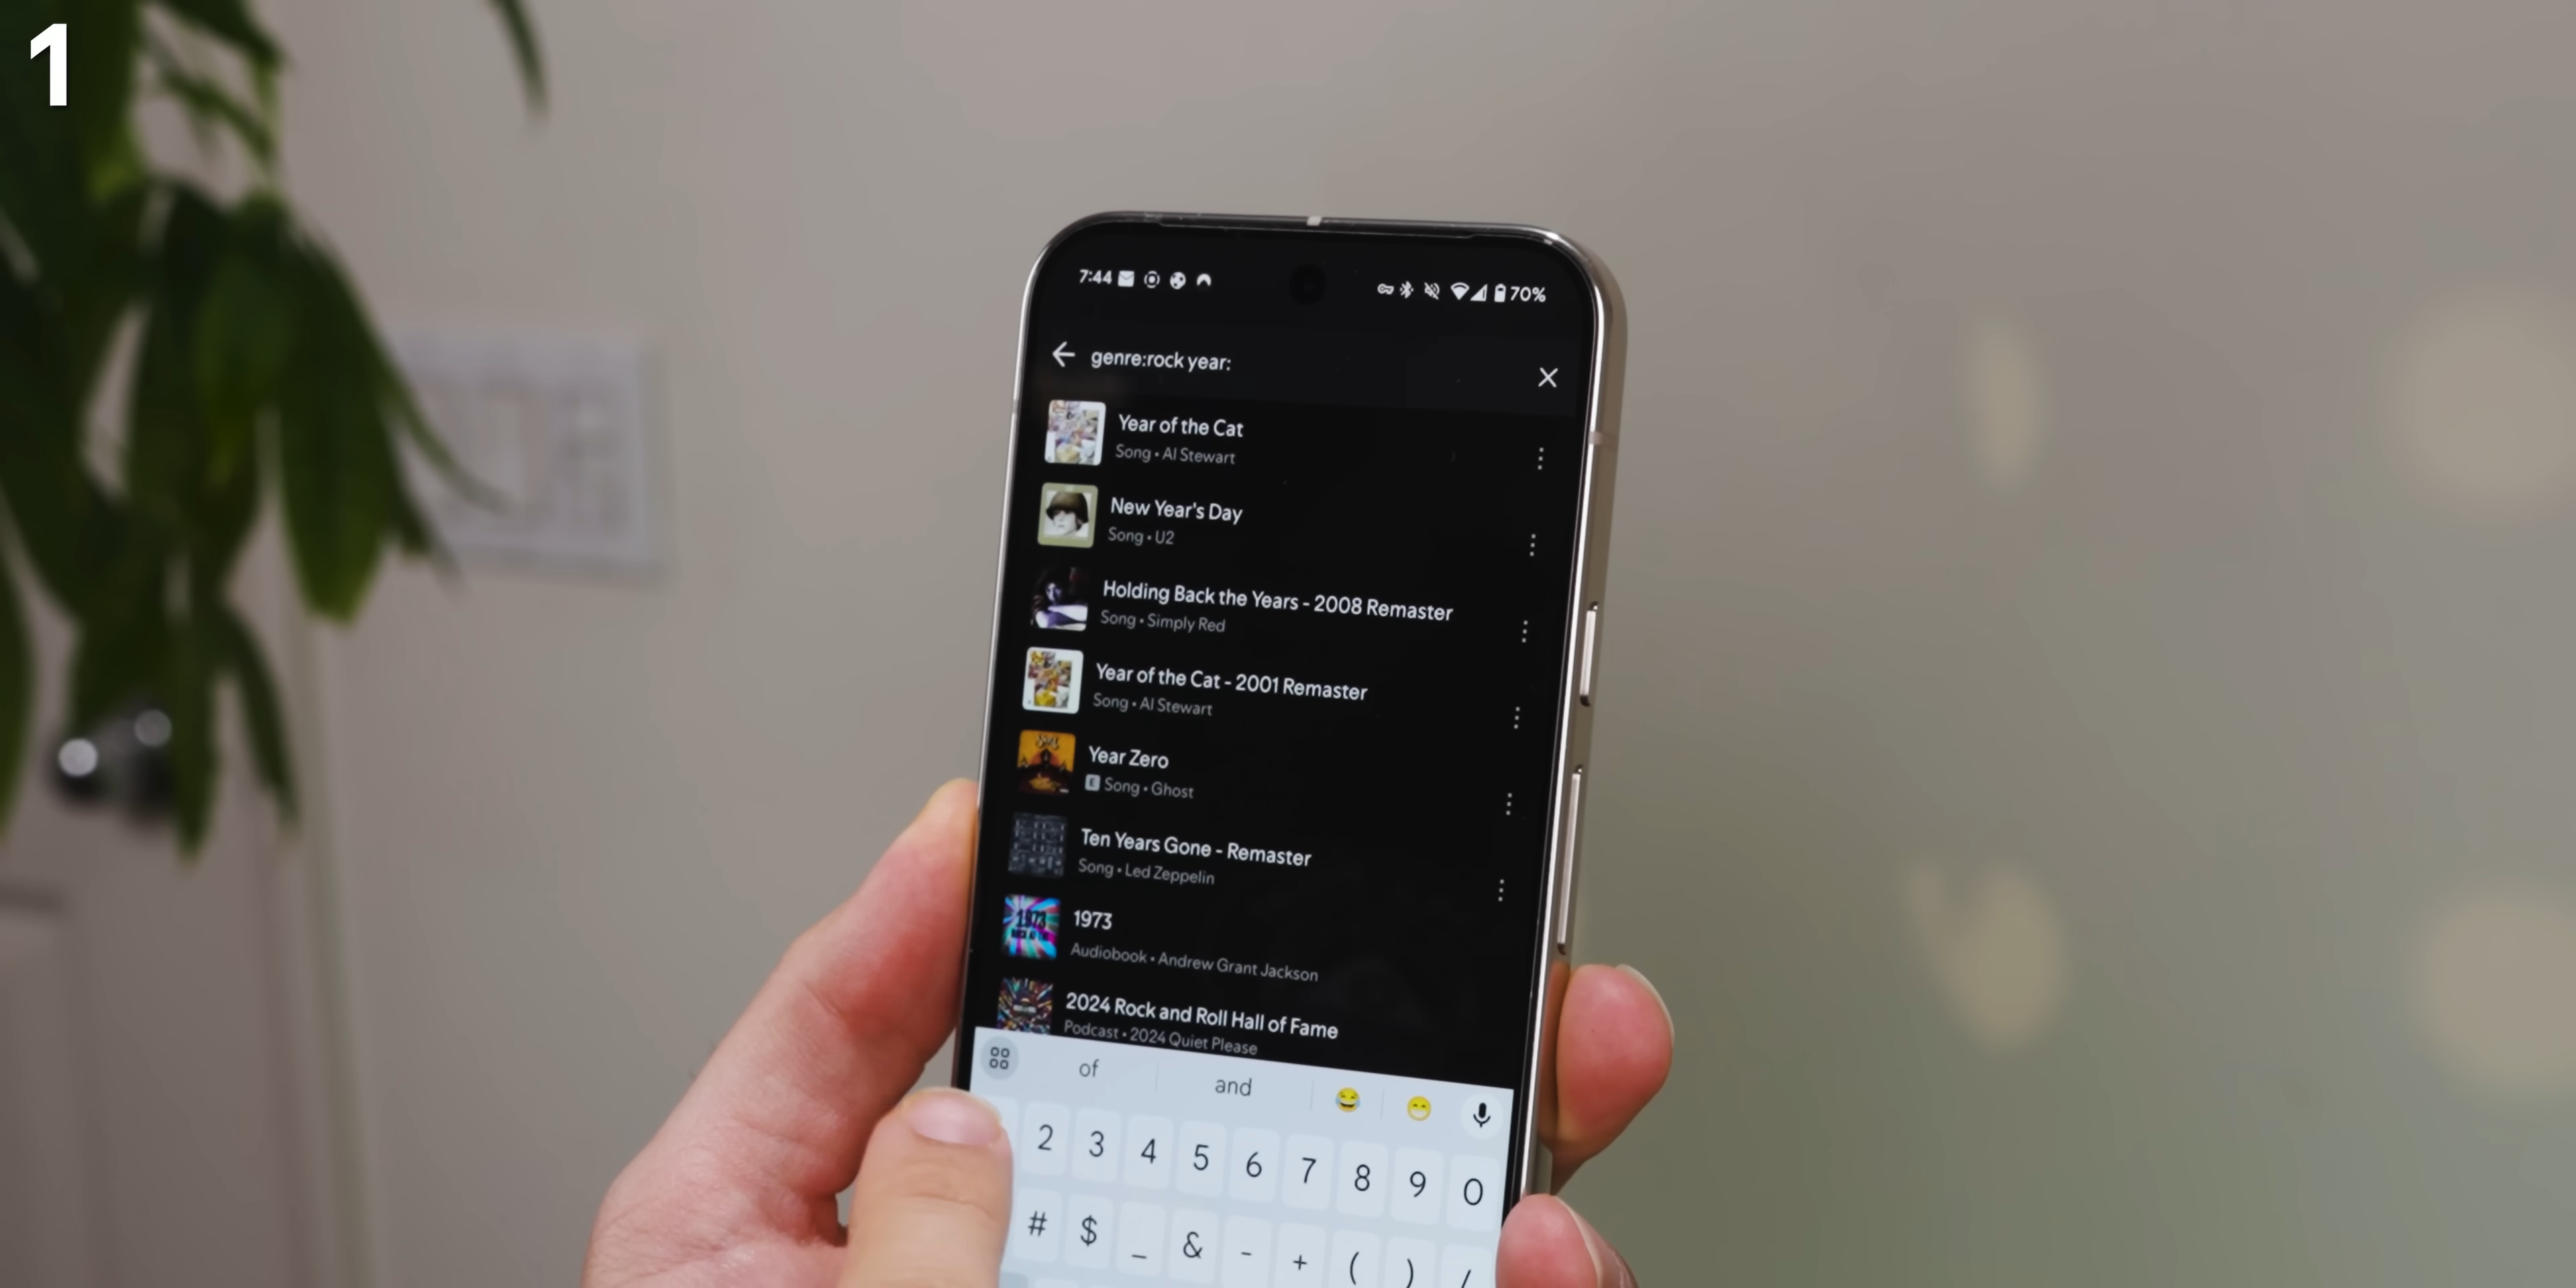 1
7:44
70%
genre:rock year:
Year of the Cat
Song • Al Stewart
New Year's Day
Song • U2
Holding Back the Years - 2008 Remaster
Song • Simply Red
Year of the Cat - 2001 Remaster
Song • Al Stewart
Year Zero
E Song • Ghost
Ten Years Gone - Remaster
Song • Led Zeppelin
1973
1973
Audiobook • Andrew Grant Jackson
2024 Rock and Roll Hall of Fame
Podcast • 2024 Quiet Please
of and 😂 😁
2 3 4 5 6 7 8 9 0
# $ _ & - + ( ) /